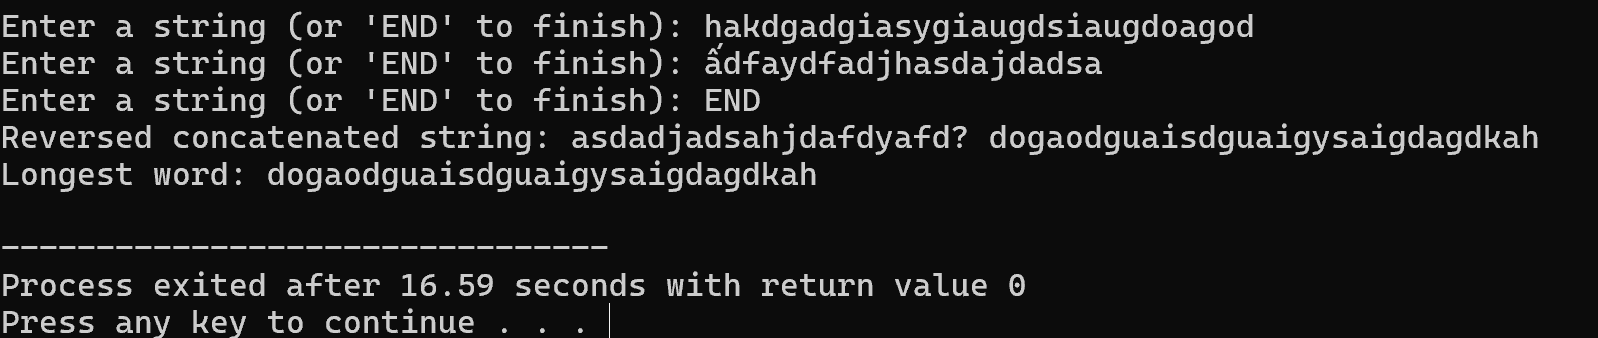 Enter a string (or 'END' to finish): hakdgadgiasygiaugdsiaugdoagod
Enter a string (or 'END' to finish): ấdfaydfadjhasdajdadsa
Enter a string (or 'END' to finish): END
Reversed concatenated string: asdadjadsahjdafdyafd? dogaodguaisdguaigysaigdagdkah
Longest word: dogaodguaisdguaigysaigdagdkah
--------------------------------
Process exited after 16.59 seconds with return value 0
Press any key to continue . . .